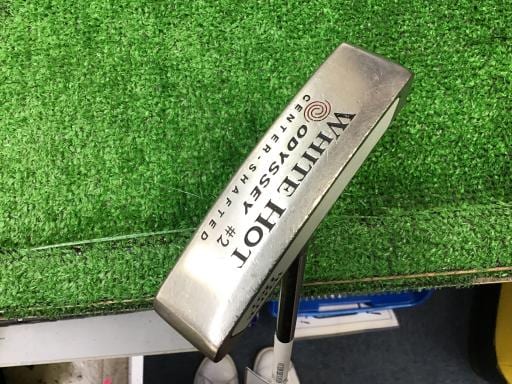 WHITE HOT
ODYSSEY #2
CENTER-SHAFTED